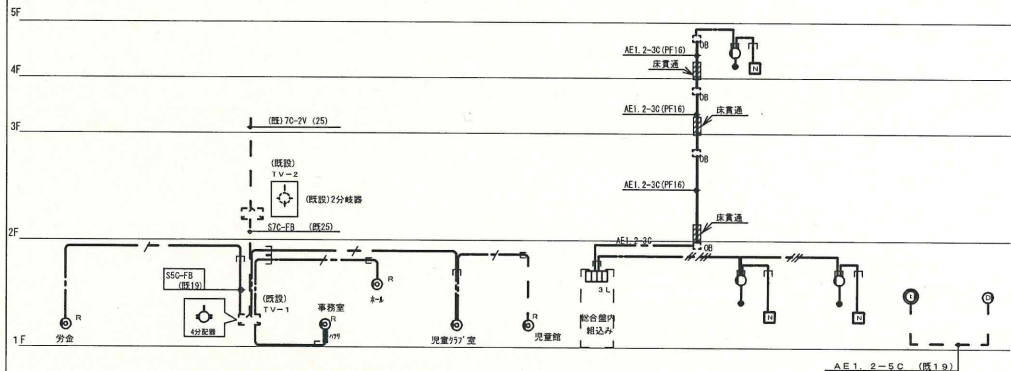 5F
4F
3F
2F
1F
AE1.2-3C(PF16)
床貫通
OB
N
OB
AE1.2-3C(PF16)
床貫通
OB
AE1.2-3C(PF16)
床貫通
OB
(既)7C-2V (25)
(既設)
TV-2
(既設)2分岐器
S7C-FB (既25)
S5C-FB
(既19)
4分配器
(既設)
TV-1
R
労金
事務室
R
ﾊﾂﾘ
R
ﾎｰﾙ
R
児童ｸﾗﾌﾞ室
R
児童館
AE1.2-3C
3L
総合盤内
組込み
N
N
D
AE1.2-5C (既19)